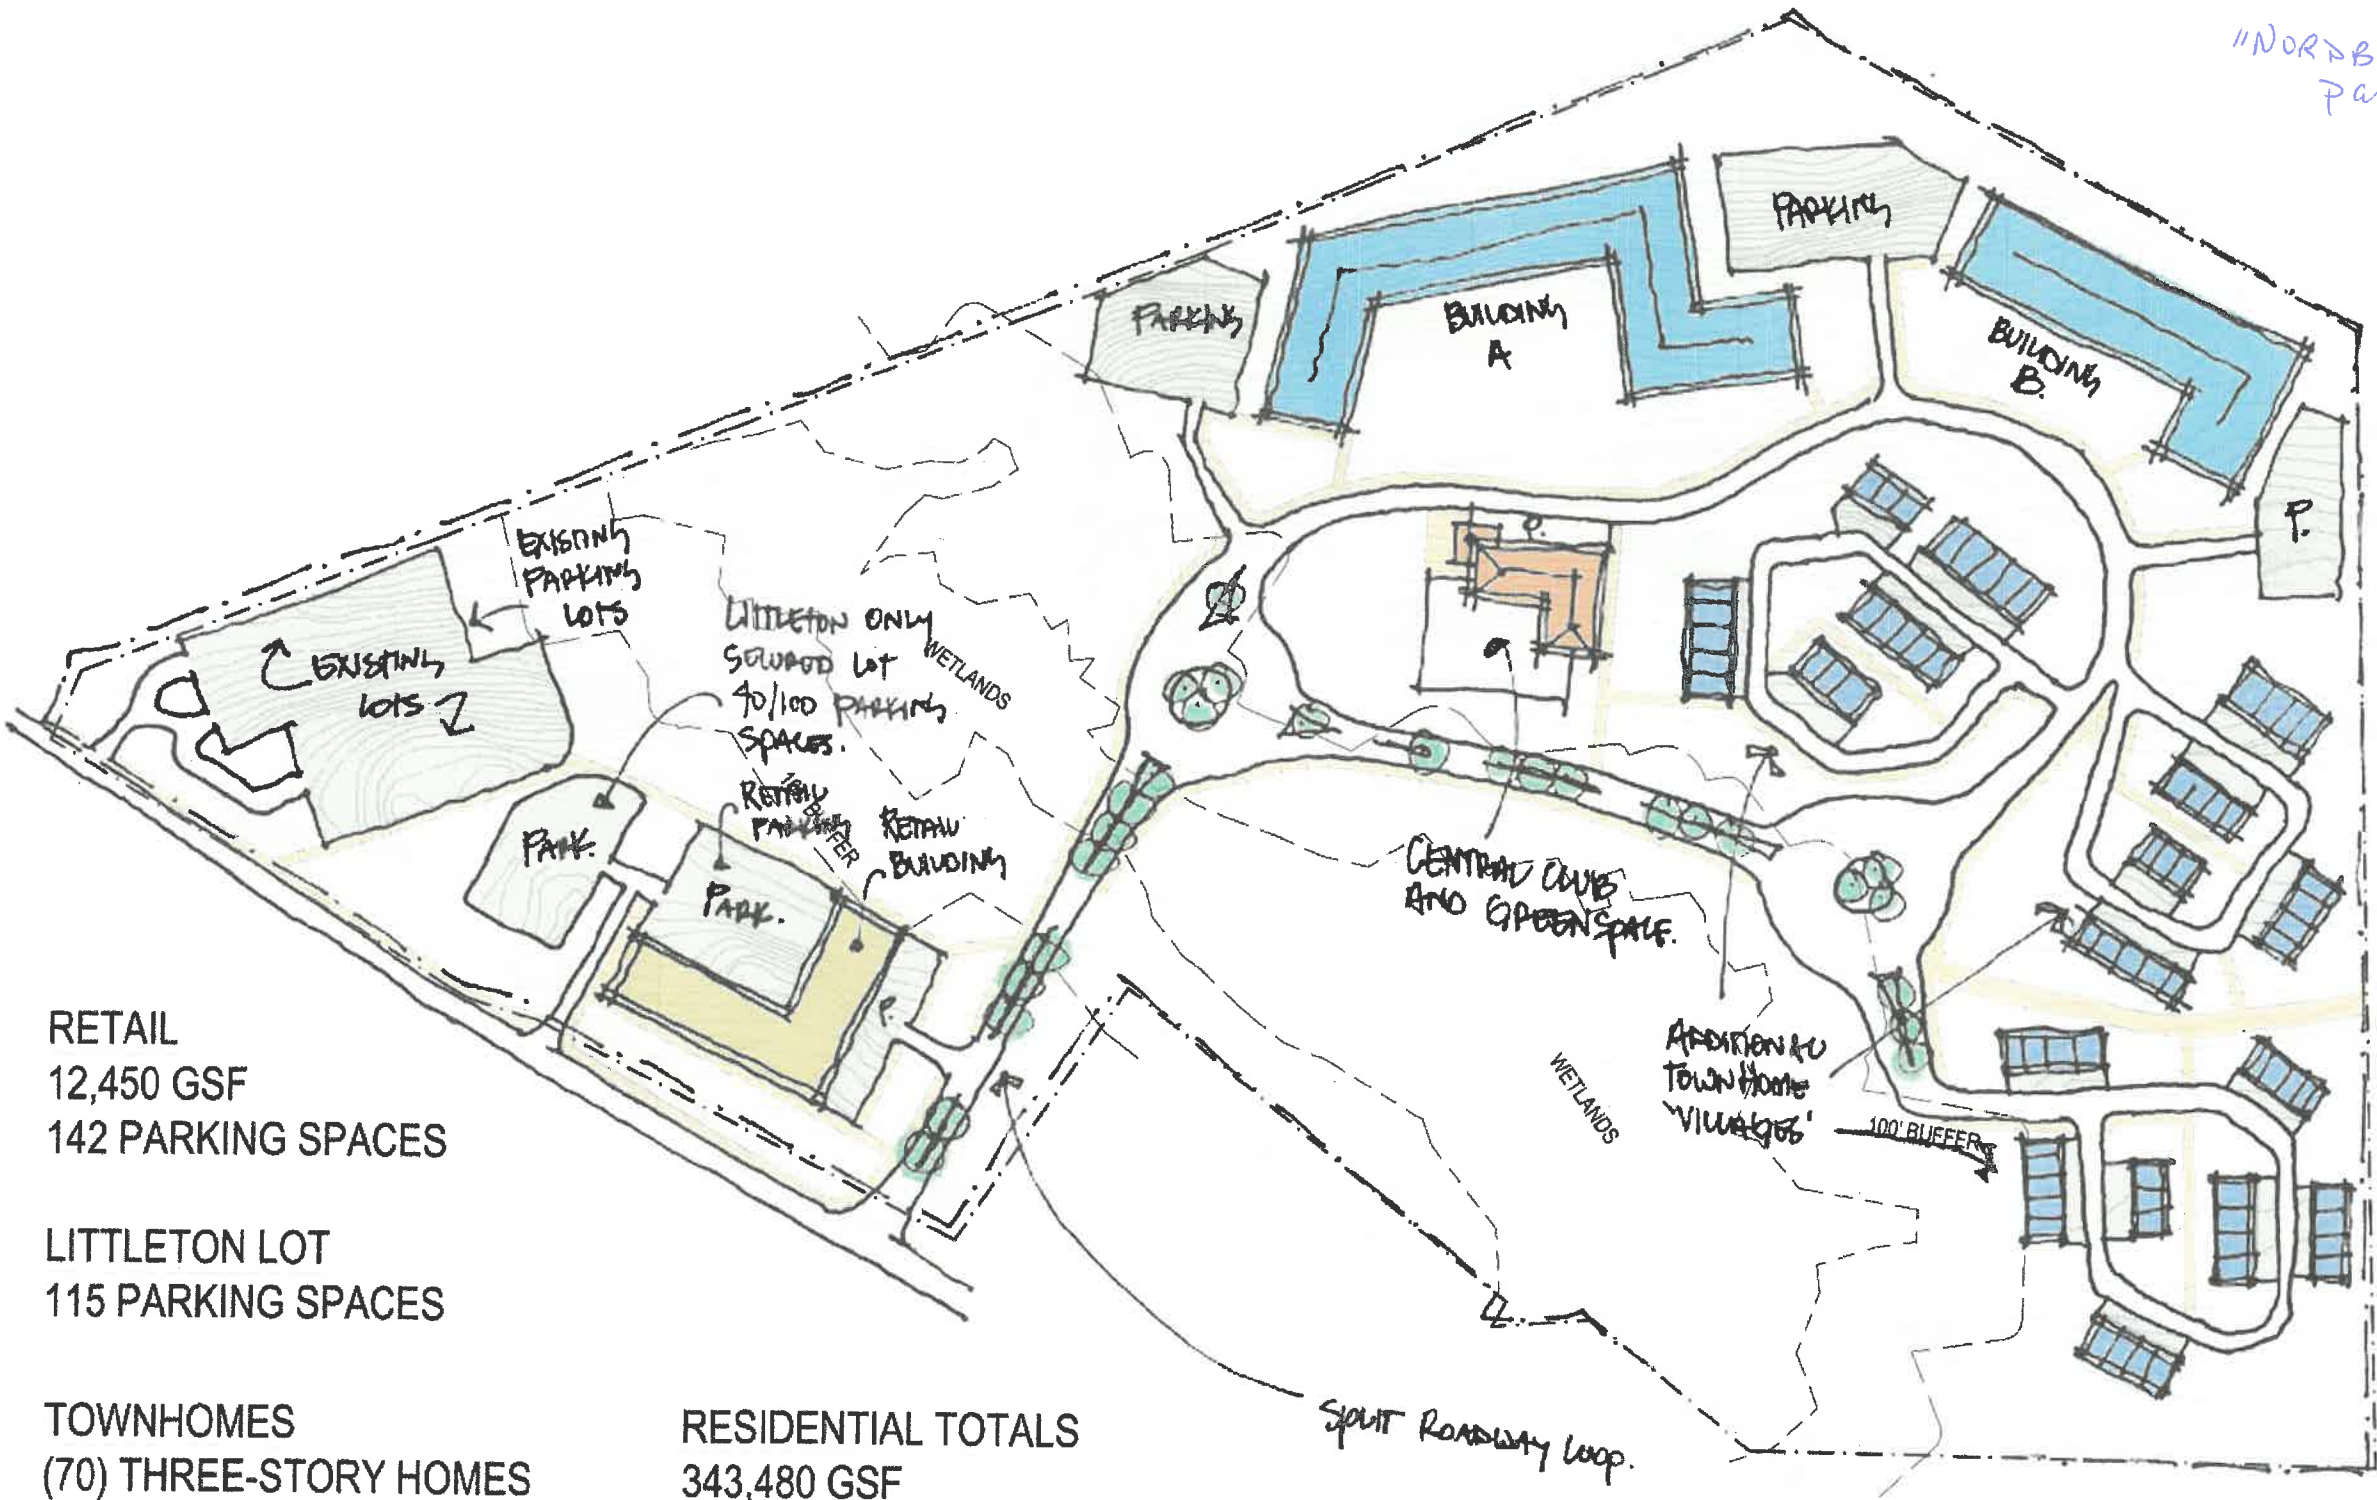 "NORDB
Pa
PARKING
PARKING
BUILDING
A
BUILDING
B.
P.
P.
EXISTING
PARKING
LOTS
EXISTING
LOTS
LITTLETON ONLY
LOT
90/100 PARKING
SPACES.
WETLANDS
RETAIL
PARKING
BUFFER
RETAIL
BUILDING
PARK.
PARK.
P.
CENTRAL CLUB
AND GREENSPACE.
ADDITIONAL
TOWNHOME
'VILLAGES'
WETLANDS
100' BUFFER
SPLIT ROADWAY LOOP.
RETAIL
12,450 GSF
142 PARKING SPACES
LITTLETON LOT
115 PARKING SPACES
TOWNHOMES
(70) THREE-STORY HOMES
RESIDENTIAL TOTALS
343,480 GSF